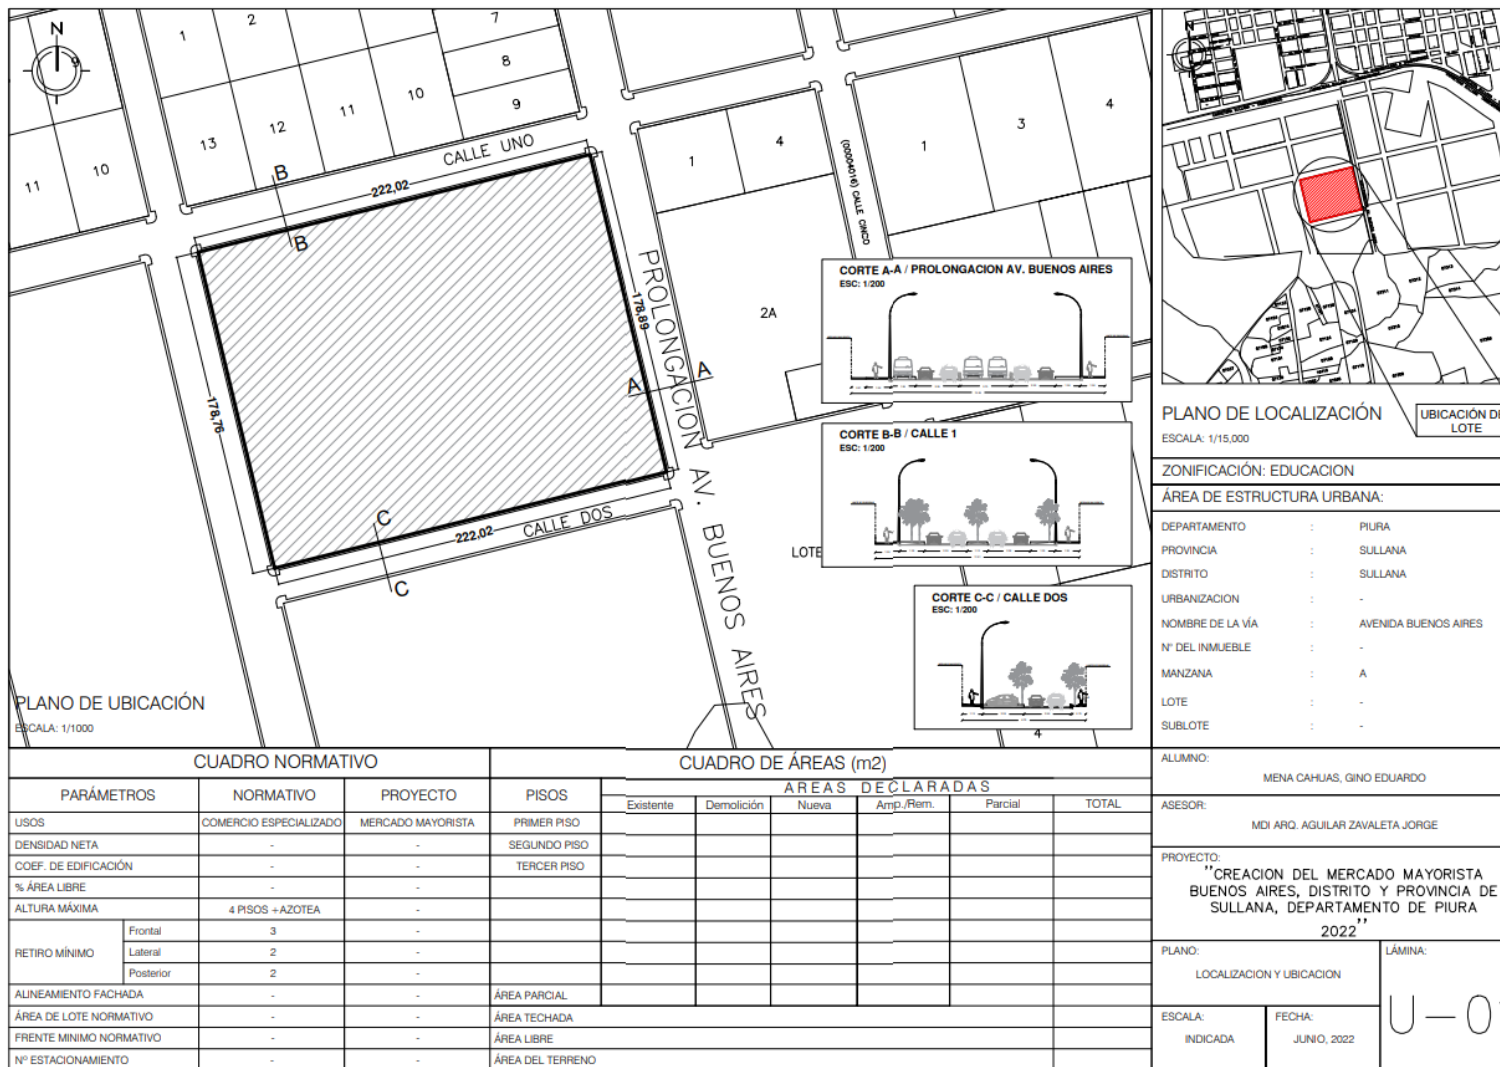 N
9
1
2
7
8
9
10
11
12
13
11
10
CALLE UNO
222,02
B
B
1
4
1
3
4
(00004016) CALLE CINCO
2A
PROLONGACION AV. BUENOS AIRES
178,89
A
A
178,76
C
C
222,02
CALLE DOS
LOTE
4
CORTE A-A / PROLONGACION AV. BUENOS AIRES
ESC: 1/200
CORTE B-B / CALLE 1
ESC: 1/200
CORTE C-C / CALLE DOS
ESC: 1/200
PLANO DE UBICACIÓN
ESCALA: 1/1000
N
PLANO DE LOCALIZACIÓN
ESCALA: 1/15,000
UBICACIÓN DE
LOTE
ZONIFICACIÓN: EDUCACION
ÁREA DE ESTRUCTURA URBANA:
DEPARTAMENTO : PIURA
PROVINCIA : SULLANA
DISTRITO : SULLANA
URBANIZACION : -
NOMBRE DE LA VÍA : AVENIDA BUENOS AIRES
N° DEL INMUEBLE : -
MANZANA : A
LOTE : -
SUBLOTE : -
ALUMNO:
MENA CAHUAS, GINO EDUARDO
ASESOR:
MDI ARQ. AGUILAR ZAVALETA JORGE
PROYECTO:
"CREACION DEL MERCADO MAYORISTA
BUENOS AIRES, DISTRITO Y PROVINCIA DE
SULLANA, DEPARTAMENTO DE PIURA
2022"
PLANO:
LOCALIZACION Y UBICACION
LÁMINA:
U-0
ESCALA:
INDICADA
FECHA:
JUNIO, 2022
CUADRO NORMATIVO
PARÁMETROS NORMATIVO PROYECTO
USOS COMERCIO ESPECIALIZADO MERCADO MAYORISTA
DENSIDAD NETA - -
COEF. DE EDIFICACIÓN - -
% ÁREA LIBRE - -
ALTURA MÁXIMA 4 PISOS + AZOTEA -
RETIRO MÍNIMO
Frontal 3 -
Lateral 2 -
Posterior 2 -
ALINEAMIENTO FACHADA - -
ÁREA DE LOTE NORMATIVO - -
FRENTE MINIMO NORMATIVO - -
Nº ESTACIONAMIENTO - -
CUADRO DE ÁREAS (m2)
PISOS
AREAS DECLARADAS
Existente Demolición Nueva Amp./Rem. Parcial TOTAL
PRIMER PISO
SEGUNDO PISO
TERCER PISO
ÁREA PARCIAL
ÁREA TECHADA
ÁREA LIBRE
ÁREA DEL TERRENO